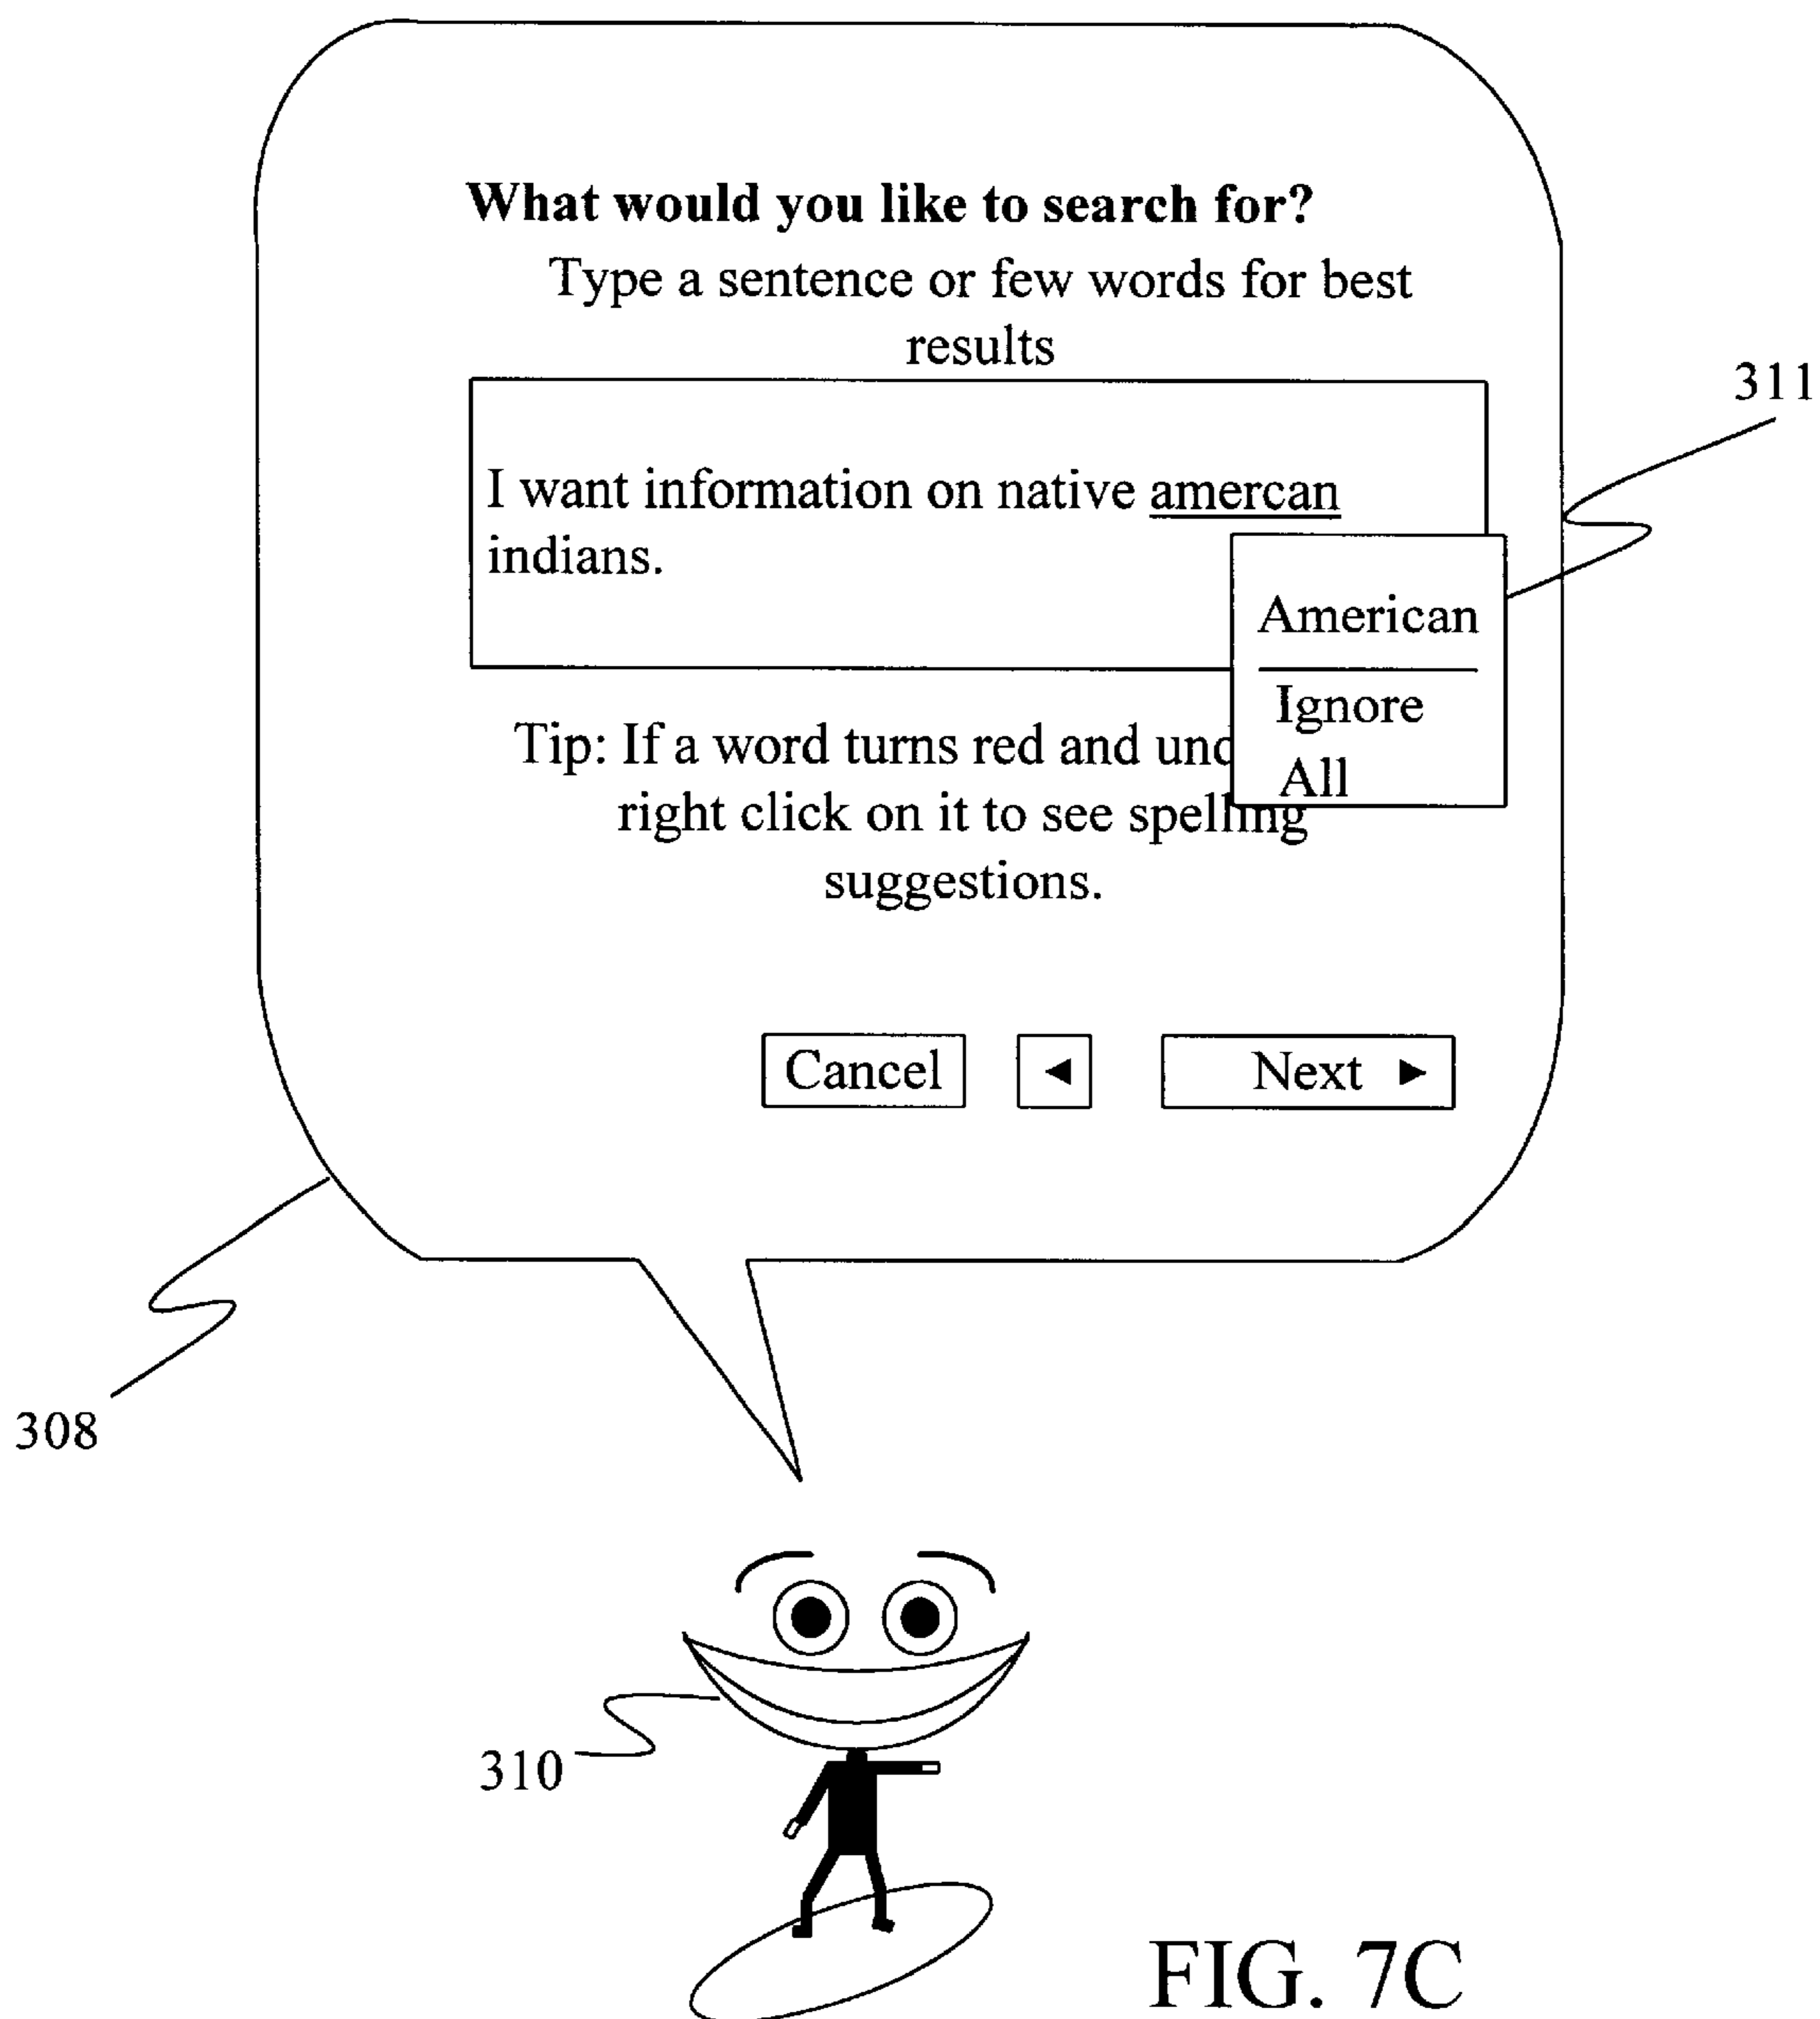 What would you like to search for?
Type a sentence or few words for best
results
311
I want information on native amercan
indians.
American
Ignore
All
Tip: If a word turns red and
right click on it to see spelling
suggestions.
Cancel
Next
308
310
FIG. 7C